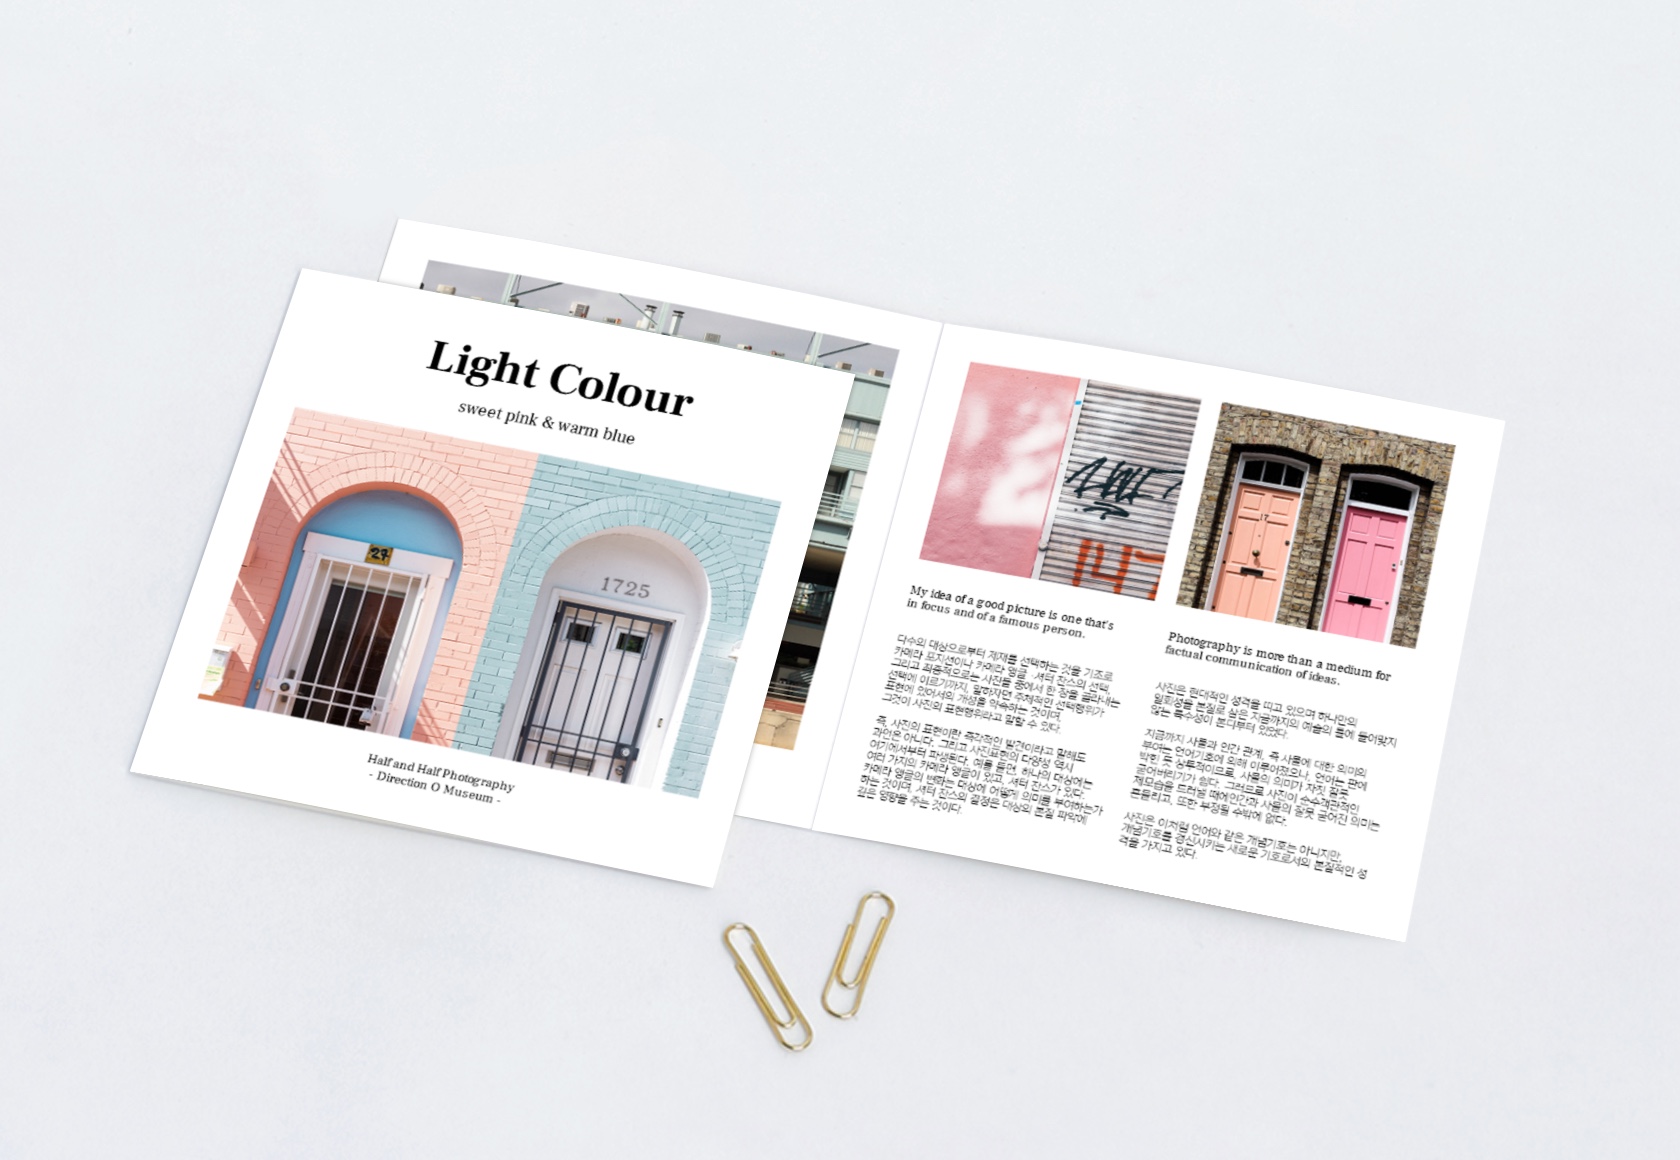 Light Colour
sweet pink & warm blue
27
1725
Half and Half Photography
- Direction O Museum -
147
17
My idea of a good picture is one that's
in focus and of a famous person.
다수의 대상으로부터 제재를 선택하는 것을 기조로
카메라 포지션이나 카메라 앵글 · 셔터 찬스의 선택,
그리고 최종적으로는 사진들 중에서 한 장을 골라내는
선택에 이르기까지, 말하자면 주체적인 선택행위가
표현에 있어서의 개성을 약속하는 것이며,
그것이 사진의 표현행위라고 말할 수 있다.
즉, 사진의 표현이란 즉각적인 발견이라고 말해도
과언은 아니다. 그리고 사진표현의 다양성 역시
여기에서부터 파생된다. 예를 들면, 하나의 대상에는
여러 가지의 카메라 앵글이 있고, 셔터 찬스가 있다.
카메라 앵글의 변화는 대상에 어떻게 의미를 부여하는가
하는 것이며, 셔터 찬스의 결정은 대상의 본질 파악에
깊은 영향을 주는 것이다.
Photography is more than a medium for
factual communication of ideas.
사진은 현대적인 성격을 띠고 있으며 하나만의
일회성을 본질로 삼은 지금까지의 예술의 틀에 들어맞지
않는 특수성이 본디부터 있었다.
지금까지 사물과 인간 관계, 즉 사물에 대한 의미의
부여는 언어기호에 의해 이루어졌으나, 언어는 판에
박힌 듯 상투적이므로, 사물의 의미가 자칫 잘못
굳어버리기가 쉽다. 그러므로 사진이 순수객관적인
제모습을 드러낼 때에인간과 사물의 잘못 굳어진 의미는
흔들리고, 또한 부정될 수밖에 없다.
사진은 이처럼 언어와 같은 개념기호는 아니지만,
개념기호를 경신시키는 새로운 기호로서의 본질적인 성
격을 가지고 있다.